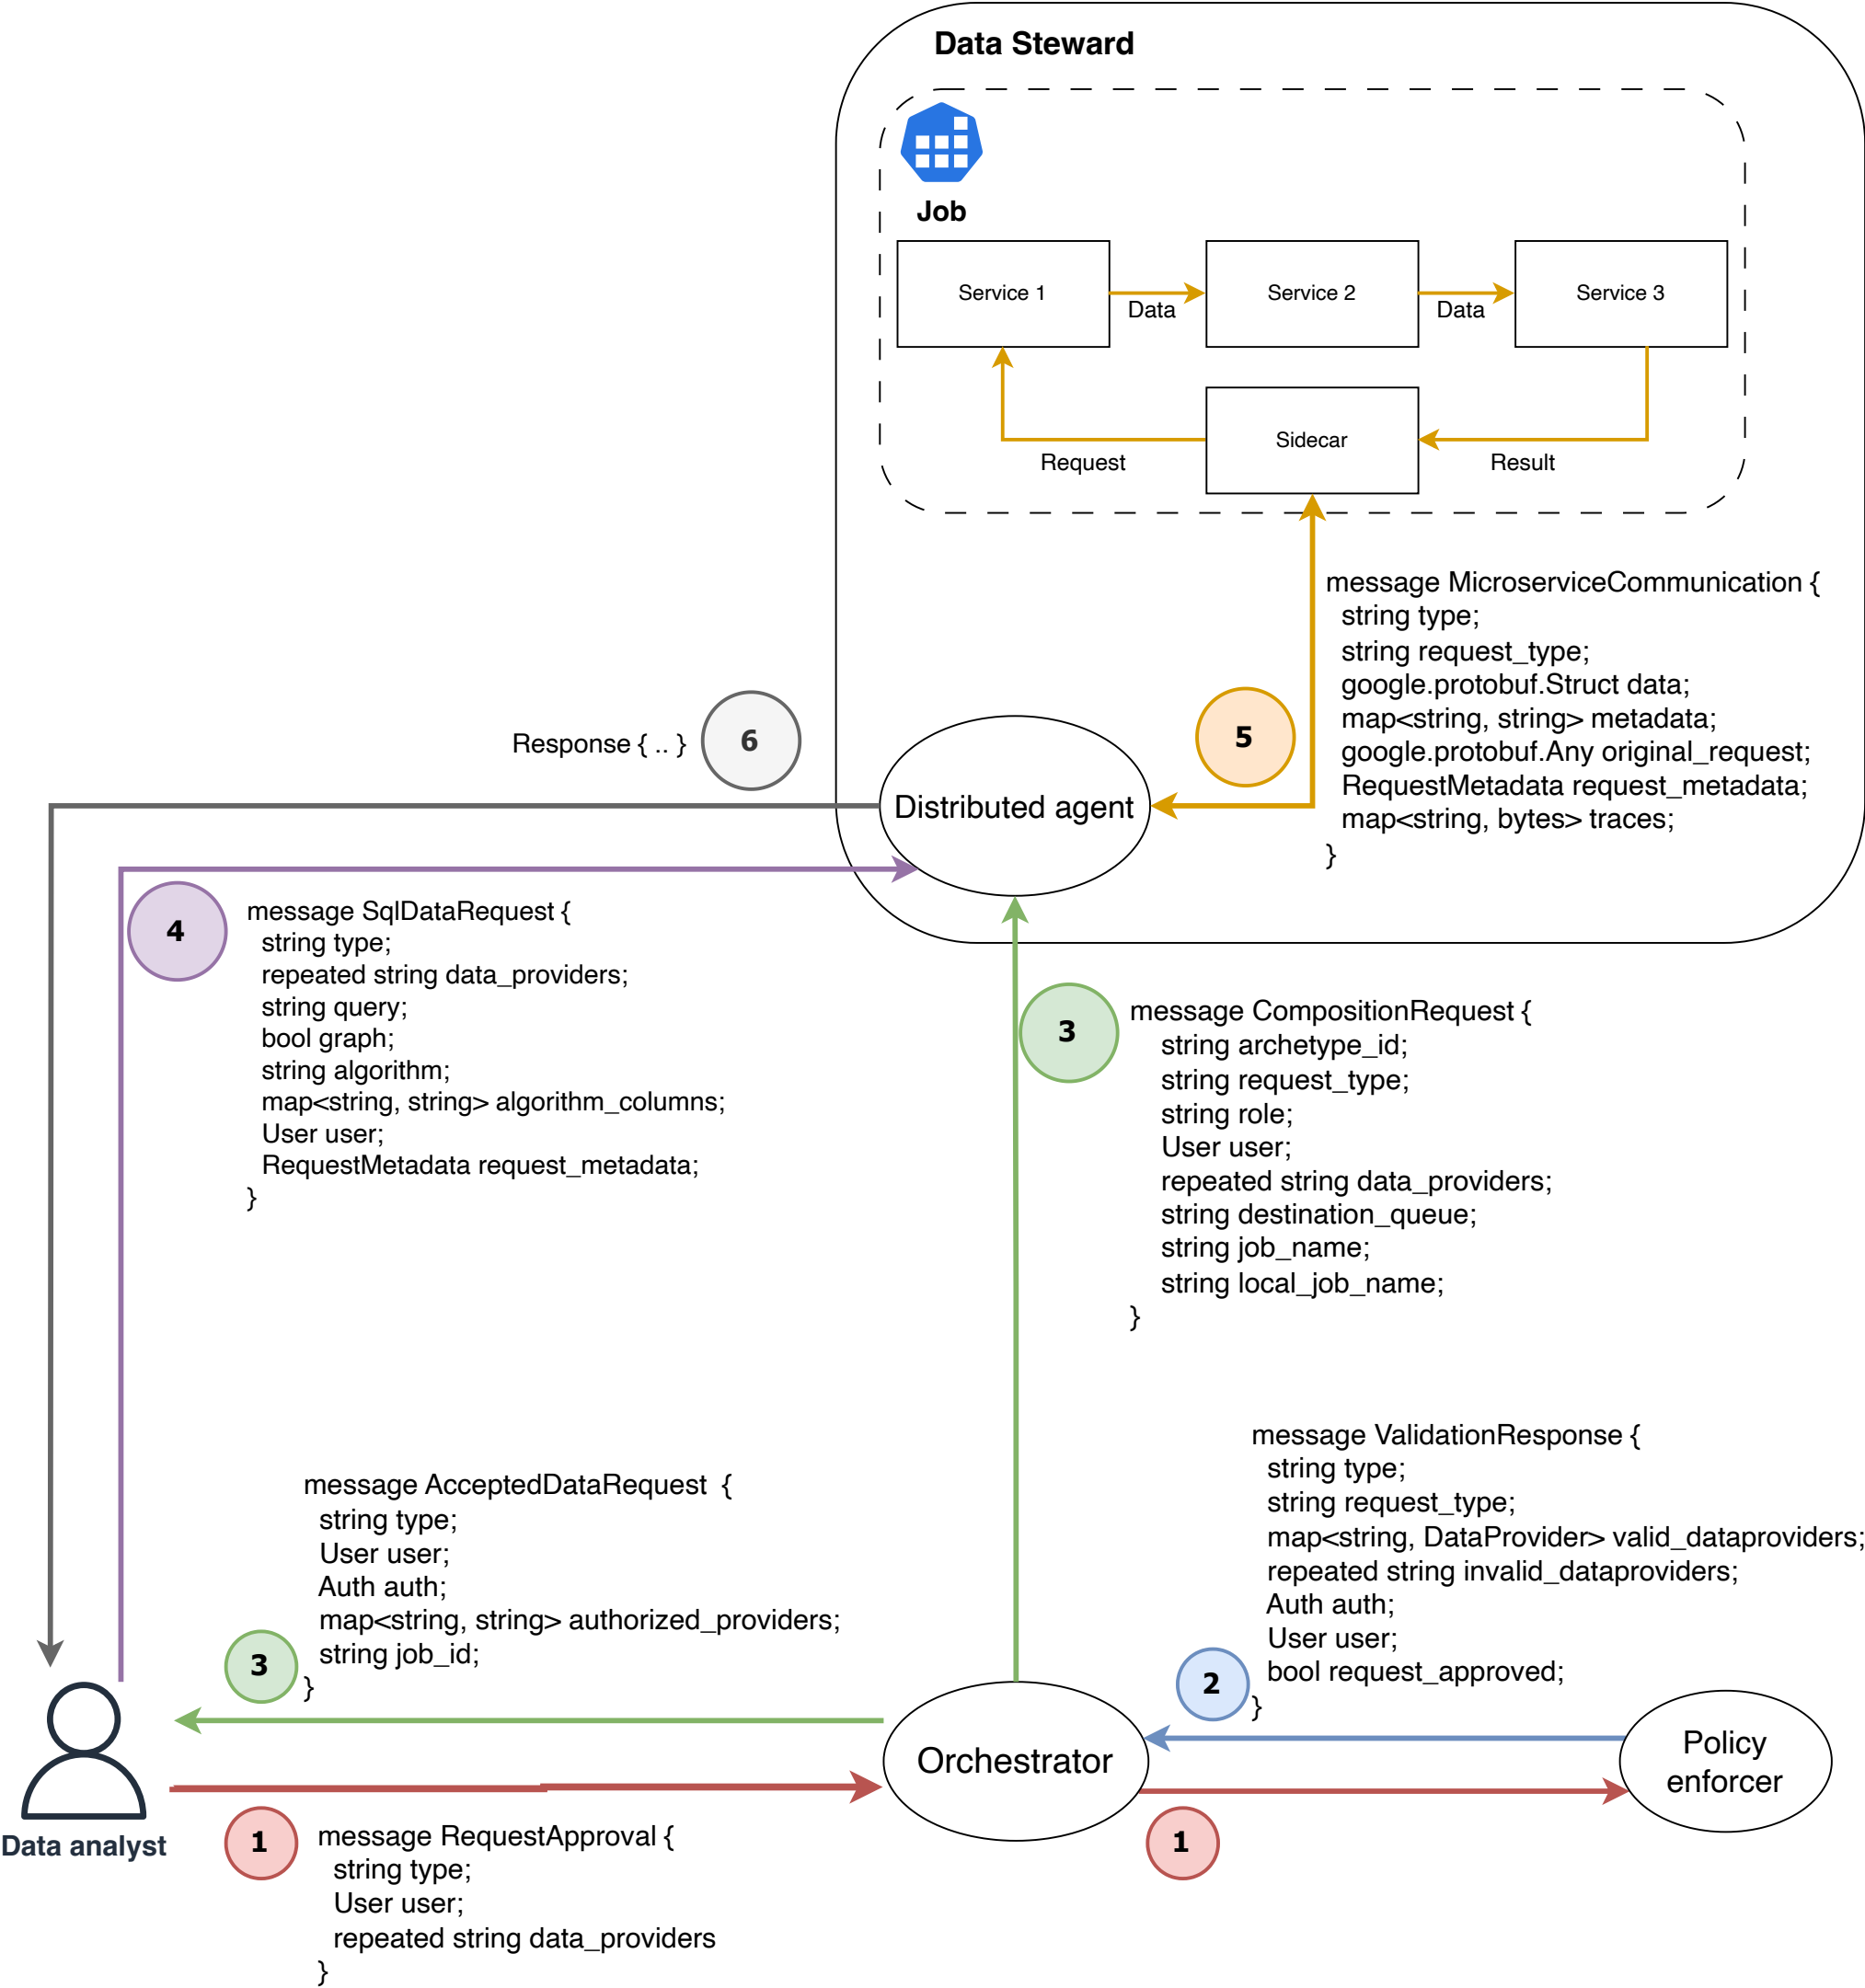 Data Steward
Job
Service 1
Data
Service 2
Data
Service 3
Sidecar
Request
Result
message MicroserviceCommunication {
string type;
string request_type;
google.protobuf.Struct data;
map<string, string> metadata;
google.protobuf.Any original_request;
RequestMetadata request_metadata;
map<string, bytes> traces;
}
5
Response { .. }
6
Distributed agent
4
message SqlDataRequest {
string type;
repeated string data_providers;
string query;
bool graph;
string algorithm;
map<string, string> algorithm_columns;
User user;
RequestMetadata request_metadata;
}
3
message CompositionRequest {
string archetype_id;
string request_type;
string role;
User user;
repeated string data_providers;
string destination_queue;
string job_name;
string local_job_name;
}
message AcceptedDataRequest {
string type;
User user;
Auth auth;
map<string, string> authorized_providers;
string job_id;
}
3
message ValidationResponse {
string type;
string request_type;
map<string, DataProvider> valid_dataproviders;
repeated string invalid_dataproviders;
Auth auth;
User user;
bool request_approved;
}
2
Orchestrator
Policy
enforcer
Data analyst
1
message RequestApproval {
string type;
User user;
repeated string data_providers
}
1